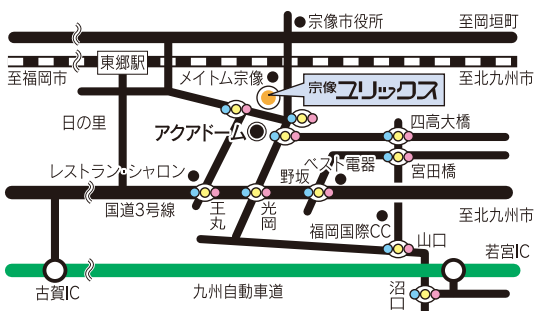 宗像市役所
至岡垣町
東郷駅
至福岡市
メイトム宗像
宗像 ユリックス
至北九州市
日の里
アクアドーム
四高大橋
レストラン・シャロン
ベスト電器
野坂
宮田橋
国道3号線
王丸
光岡
至北九州市
福岡国際CC
山口
若宮IC
古賀IC
九州自動車道
沼口